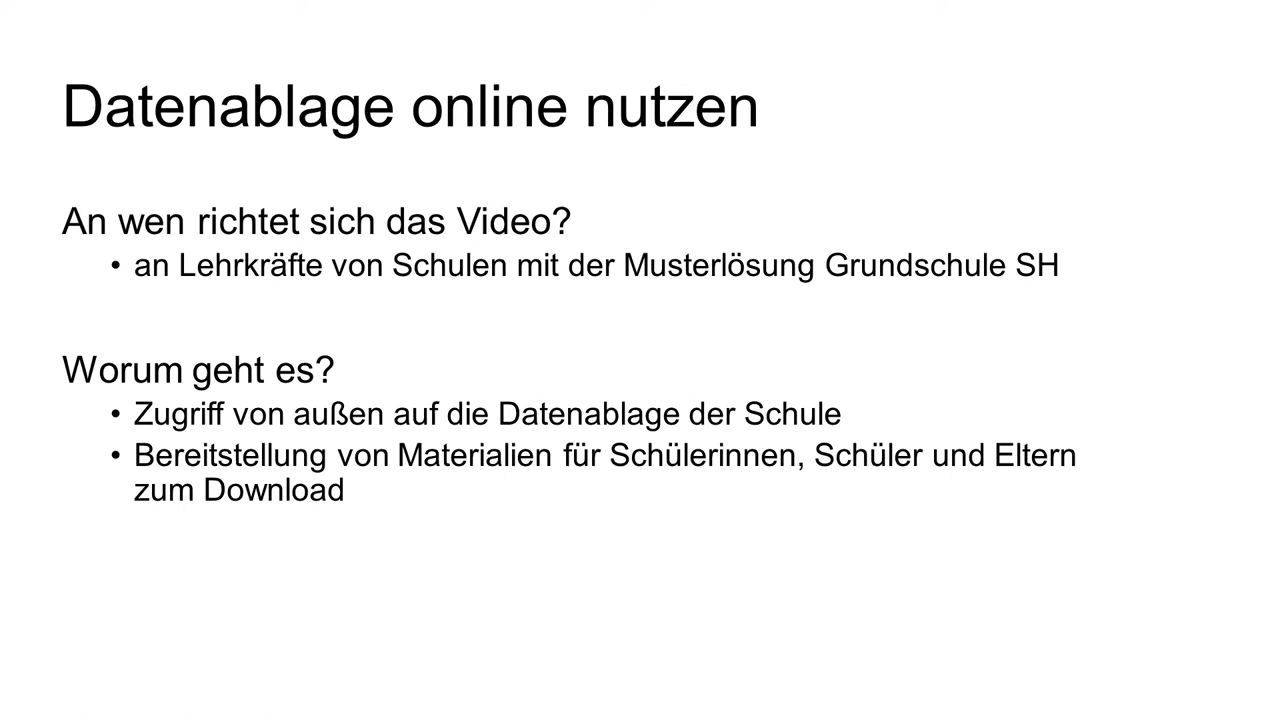 Datenablage online nutzen
An wen richtet sich das Video?
• an Lehrkräfte von Schulen mit der Musterlösung Grundschule SH
Worum geht es?
• Zugriff von außen auf die Datenablage der Schule
• Bereitstellung von Materialien für Schülerinnen, Schüler und Eltern
zum Download